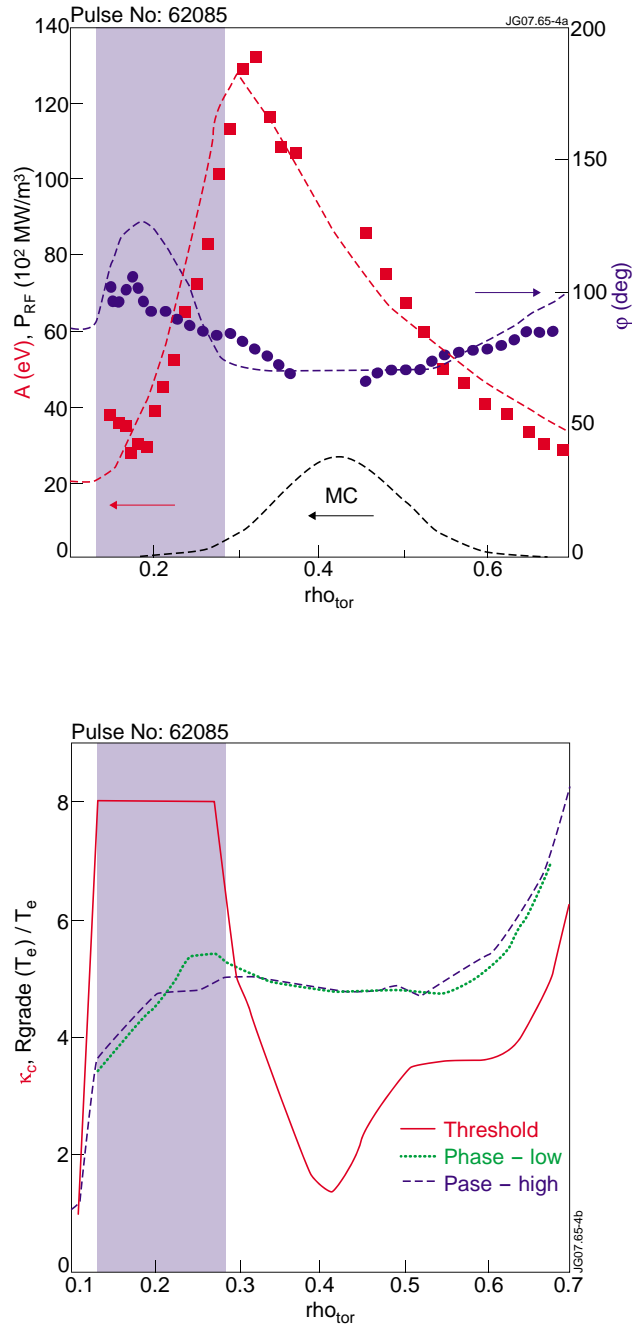 Pulse No: 62085
JG07.65-4a
140
120
100
80
60
40
20
0
A (eV), P_RF (10² MW/m³)
200
150
100
50
0
φ (deg)
MC
0.2
0.4
0.6
rho_tor
Pulse No: 62085
8
6
4
2
0
κ_c, Rgrade (T_e) / T_e
Threshold
Phase – low
Pase – high
JG07.65-4b
0.1
0.2
0.3
0.4
0.5
0.6
0.7
rho_tor